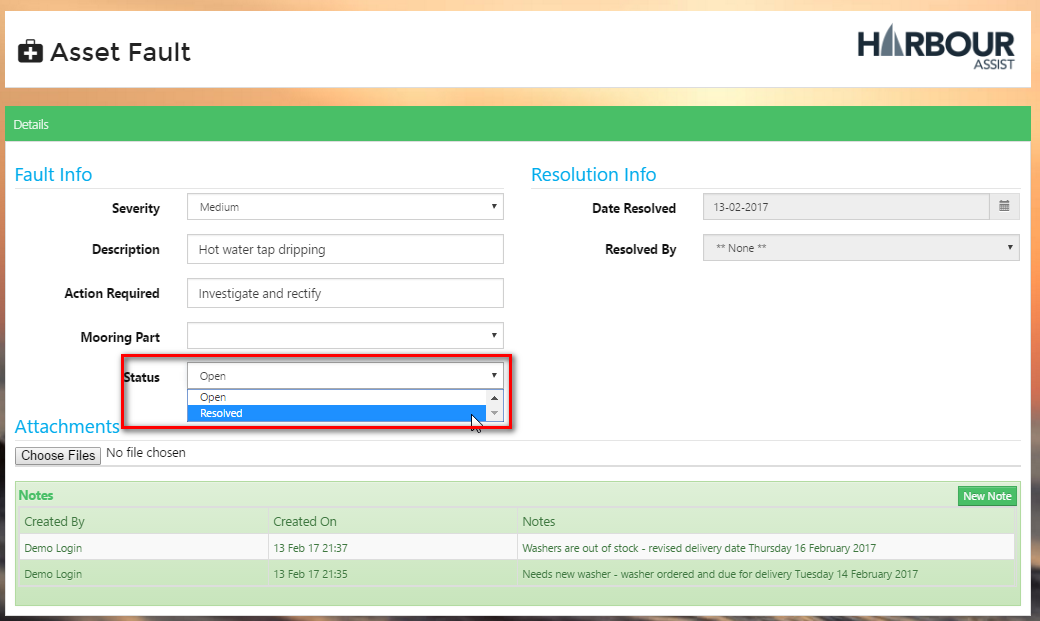 Asset Fault
HARBOUR
ASSIST
Details
Fault Info
Severity Medium
Description Hot water tap dripping
Action Required Investigate and rectify
Mooring Part
Status Open
Open
Resolved
Resolution Info
Date Resolved 13-02-2017
Resolved By ** None **
Attachments
Choose Files No file chosen
Notes New Note
Created By Created On Notes
Demo Login 13 Feb 17 21:37 Washers are out of stock - revised delivery date Thursday 16 February 2017
Demo Login 13 Feb 17 21:35 Needs new washer - washer ordered and due for delivery Tuesday 14 February 2017